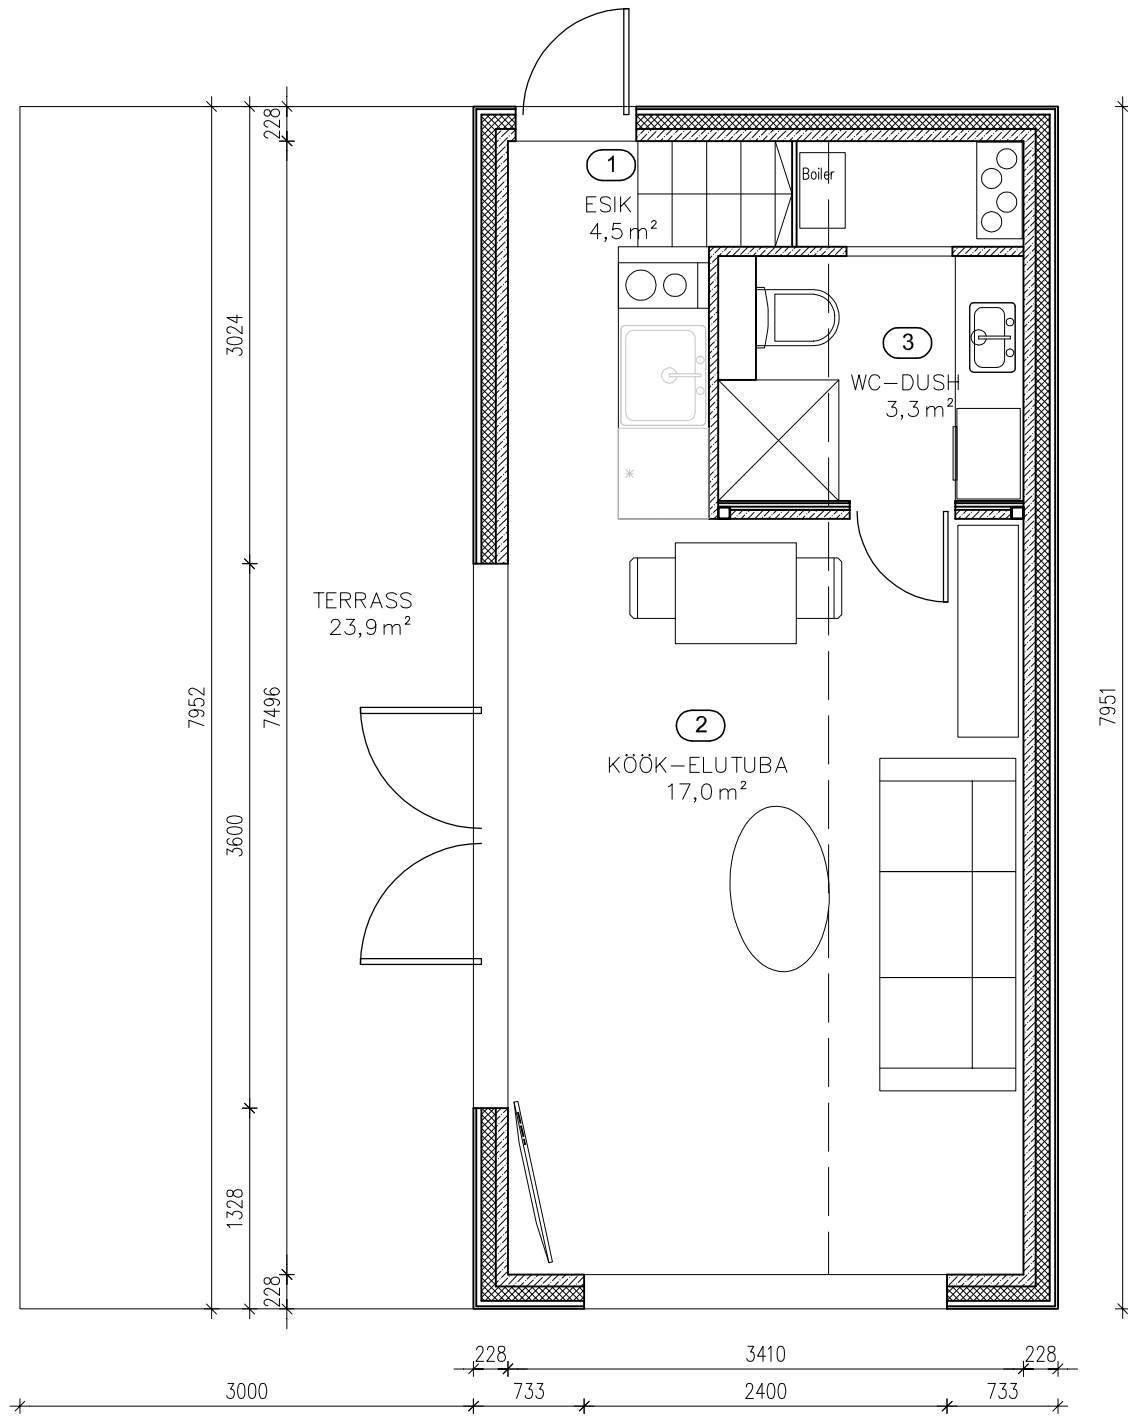 228
1
Boiler
ESIK
4,5 m²
3024
3
WC-DUSH
3,3 m²
TERRASS
23,9 m²
7952
7496
7951
2
KÖÖK-ELUTUBA
17,0 m²
3600
1328
228
228
3410
228
3000
733
2400
733